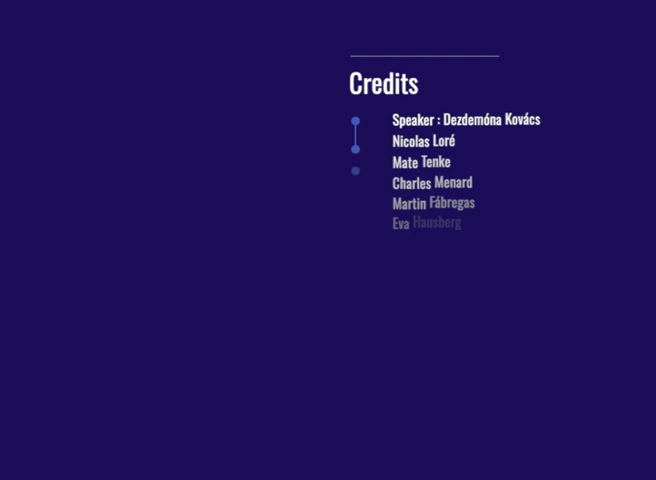 Credits
Speaker : Dezdemóna Kovács
Nicolas Loré
Mate Tenke
Charles Menard
Martin Fábregas
Eva Hausberg